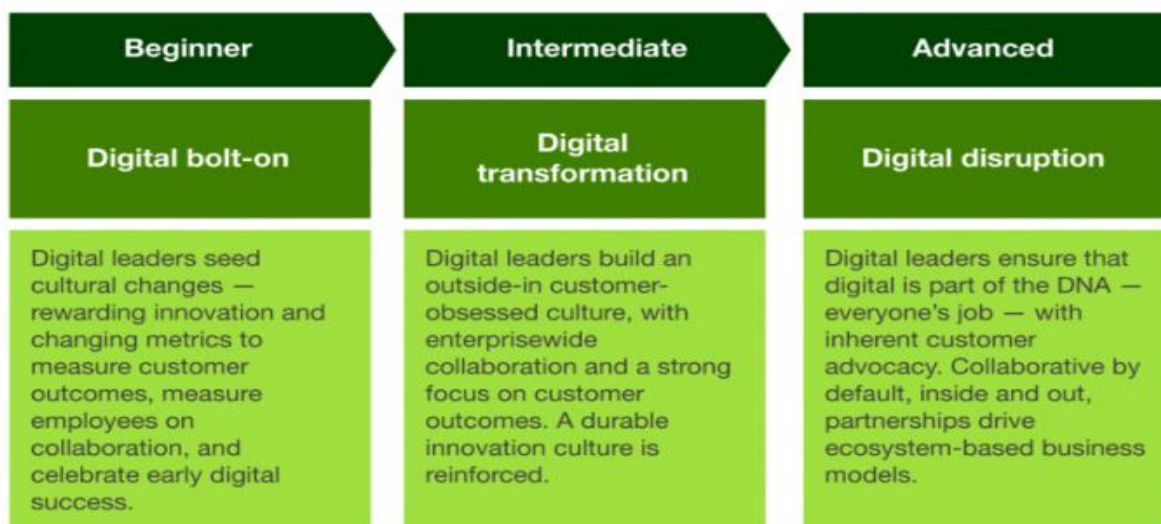 Beginner
Intermediate
Advanced
Digital bolt-on
Digital
transformation
Digital disruption
Digital leaders seed
cultural changes —
rewarding innovation and
changing metrics to
measure customer
outcomes, measure
employees on
collaboration, and
celebrate early digital
success.
Digital leaders build an
outside-in customer-
obsessed culture, with
enterprisewide
collaboration and a strong
focus on customer
outcomes. A durable
innovation culture is
reinforced.
Digital leaders ensure that
digital is part of the DNA —
everyone's job — with
inherent customer
advocacy. Collaborative by
default, inside and out,
partnerships drive
ecosystem-based business
models.